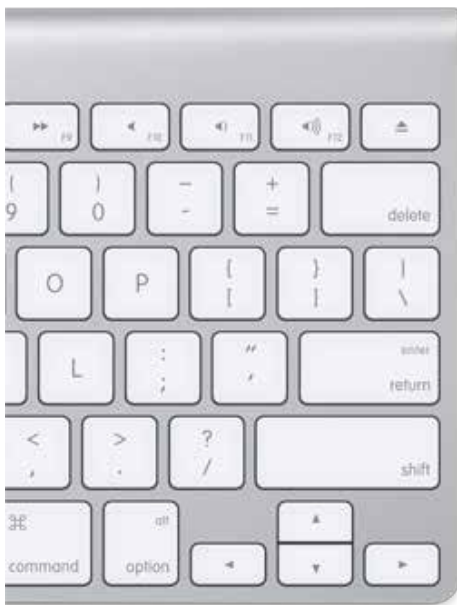 F9 F10 F11 F12
( ) — +
9 0 - =
delete
O P { } |
[ ] \
L : " enter
; ' return
< > ?
, . / shift
⌘ alt
command option